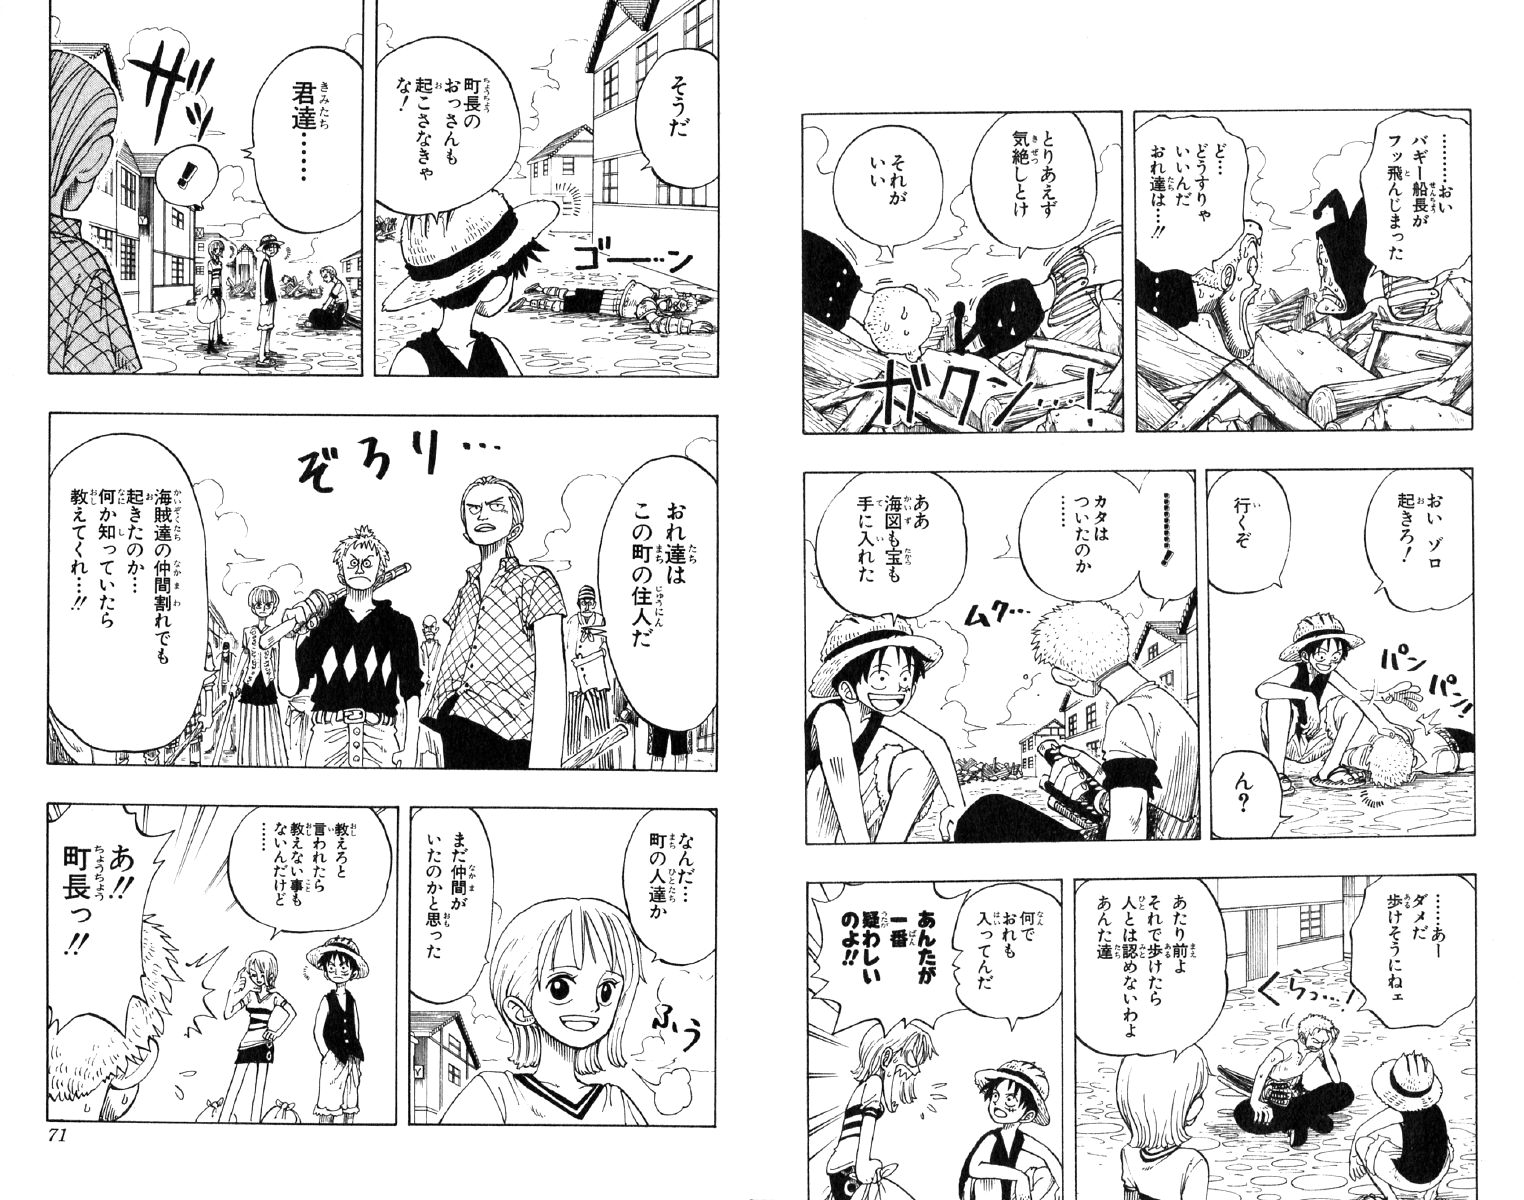 …………おい
バギー船長が
フッ飛んじまった
ど…
どうすりゃ
いいんだ
おれ達は…!!
とりあえず
気絶しとけ
それが
いい
ガクン…!
おい ゾロ
起きろ!
行くぞ
パン
パン!
ん?
…………!
カタは
ついたのか
……
ムク…
ああ
海図も宝も
手に入れた
……あー
ダメだ
歩けそうにねェ
くらっ…!
あたり前よ
それで歩けたら
人とは認めないわよ
あんた達
何で
おれも
入ってんだ
あんたが
一番
疑わしい
のよ!!
そうだ
町長の
おっさんも
起こさなきゃ
な!
ゴーーン
君達……
ザッ
!
ぞろり…
おれ達は
この町の住人だ
海賊達の仲間割れでも
起きたのか…
何か知っていたら
教えてくれ…!!
なんだ…
町の人達か
まだ仲間が
いたのかと思った
ふぅ
教えろと
言われたら
教えない事も
ないんだけど
……
あ!!
町長っ!!
71